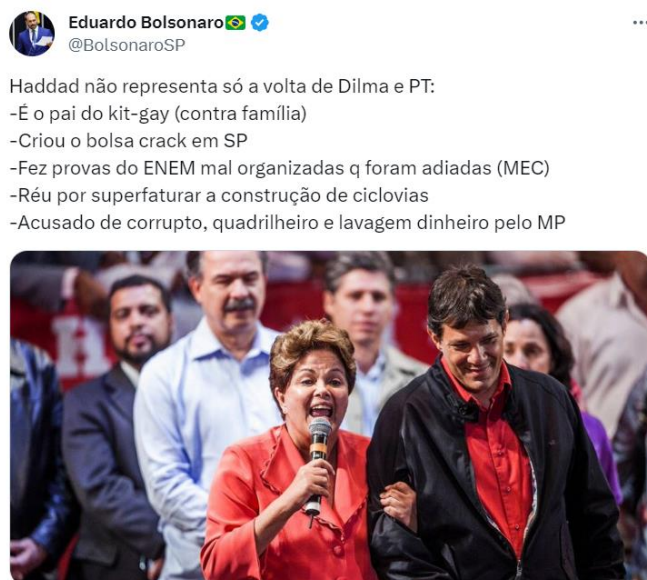 Eduardo Bolsonaro
@BolsonaroSP
Haddad não representa só a volta de Dilma e PT:
-É o pai do kit-gay (contra família)
-Criou o bolsa crack em SP
-Fez provas do ENEM mal organizadas q foram adiadas (MEC)
-Réu por superfaturar a construção de ciclovias
-Acusado de corrupto, quadrilheiro e lavagem dinheiro pelo MP